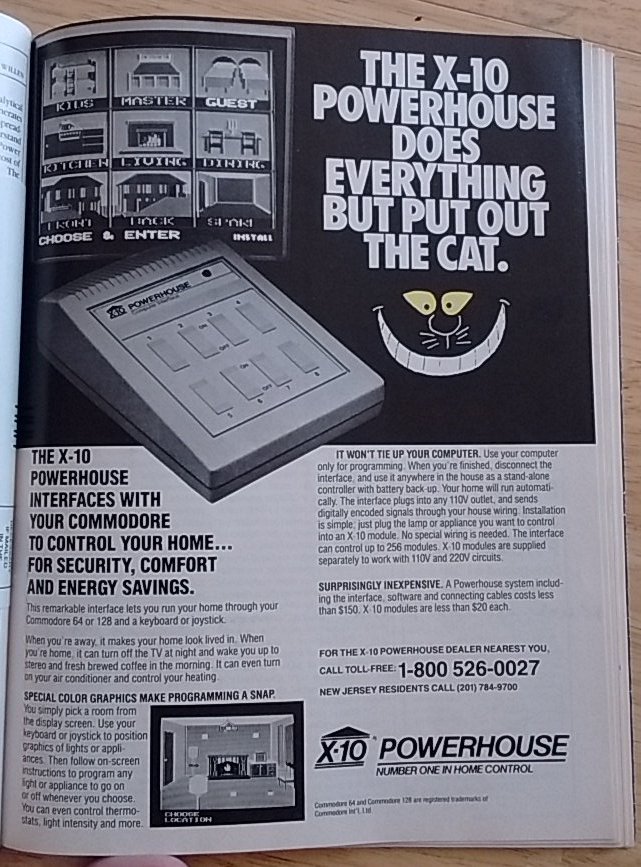 KIDS MASTER GUEST
KITCHEN LIVING DINING
FRONT BACK SPARE
CHOOSE & ENTER INSTALL
THE X-10
POWERHOUSE
DOES
EVERYTHING
BUT PUT OUT
THE CAT.
X-10 POWERHOUSE
Computer Interface
1 2 3 4
ON
OFF
ON
OFF
5 6 7 8
THE X-10
POWERHOUSE
INTERFACES WITH
YOUR COMMODORE
TO CONTROL YOUR HOME...
FOR SECURITY, COMFORT
AND ENERGY SAVINGS.
This remarkable interface lets you run your home through your
Commodore 64 or 128 and a keyboard or joystick.
When you're away, it makes your home look lived in. When
you're home, it can turn off the TV at night and wake you up to
stereo and fresh brewed coffee in the morning. It can even turn
on your air conditioner and control your heating.
SPECIAL COLOR GRAPHICS MAKE PROGRAMMING A SNAP.
You simply pick a room from
the display screen. Use your
keyboard or joystick to position
graphics of lights or appli-
ances. Then follow on-screen
instructions to program any
light or appliance to go on
or off whenever you choose.
You can even control thermo-
stats, light intensity and more.
CHOOSE
LOCATION
IT WON'T TIE UP YOUR COMPUTER. Use your computer
only for programming. When you're finished, disconnect the
interface, and use it anywhere in the house as a stand-alone
controller with battery back-up. Your home will run automati-
cally. The interface plugs into any 110V outlet, and sends
digitally encoded signals through your house wiring. Installation
is simple; just plug the lamp or appliance you want to control
into an X-10 module. No special wiring is needed. The interface
can control up to 256 modules. X-10 modules are supplied
separately to work with 110V and 220V circuits.
SURPRISINGLY INEXPENSIVE. A Powerhouse system includ-
ing the interface, software and connecting cables costs less
than $150. X-10 modules are less than $20 each.
FOR THE X-10 POWERHOUSE DEALER NEAREST YOU,
CALL TOLL-FREE: 1-800 526-0027
NEW JERSEY RESIDENTS CALL (201) 784-9700
X-10® POWERHOUSE
NUMBER ONE IN HOME CONTROL
Commodore 64 and Commodore 128 are registered trademarks of
Commodore Int'l, Ltd.